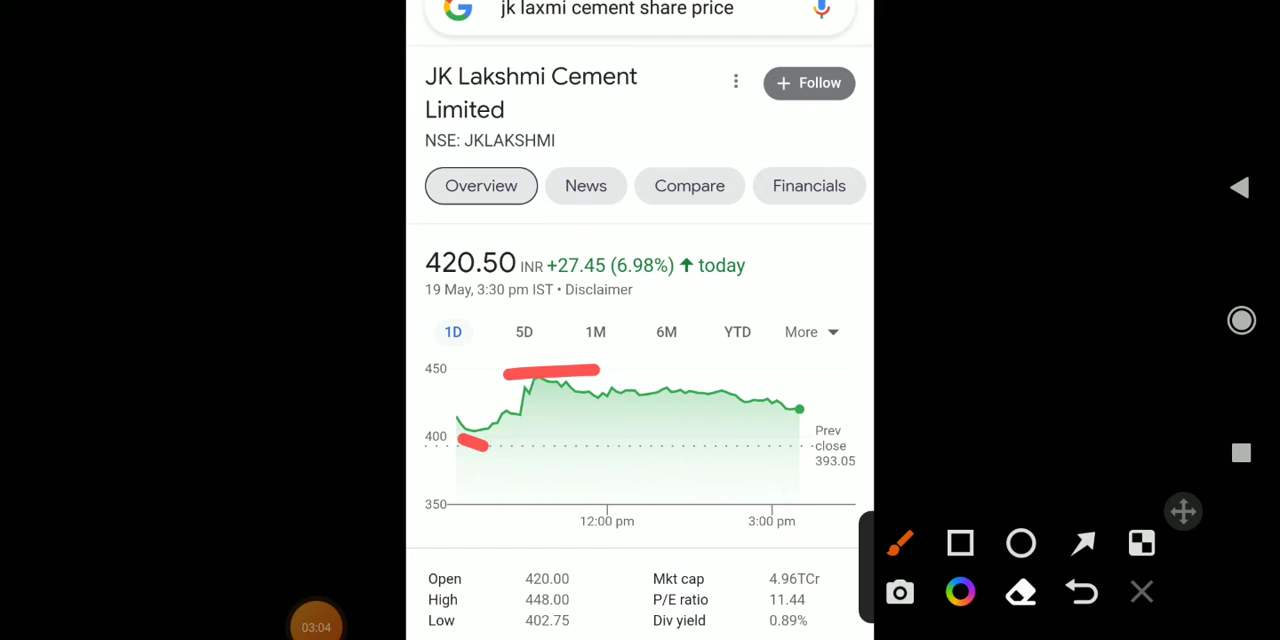 jk laxmi cement share price
JK Lakshmi Cement
Limited
+ Follow
NSE: JKLAKSHMI
Overview News Compare Financials
420.50 INR +27.45 (6.98%) ↑ today
19 May, 3:30 pm IST • Disclaimer
1D 5D 1M 6M YTD More
450
400
Prev
close
393.05
350
12:00 pm 3:00 pm
Open 420.00 Mkt cap 4.96TCr
High 448.00 P/E ratio 11.44
Low 402.75 Div yield 0.89%
03:04